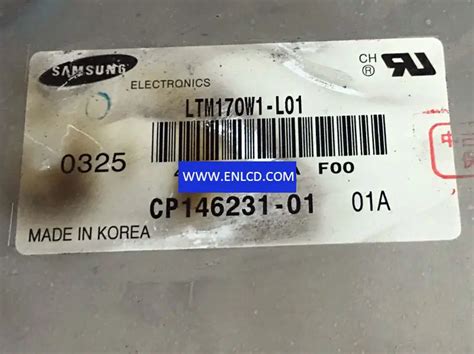 SAMSUNG
ELECTRONICS
CH
®
LTM170W1-L01
0325
F00
WWW.ENLCD.COM
CP146231-01
01A
MADE IN KOREA